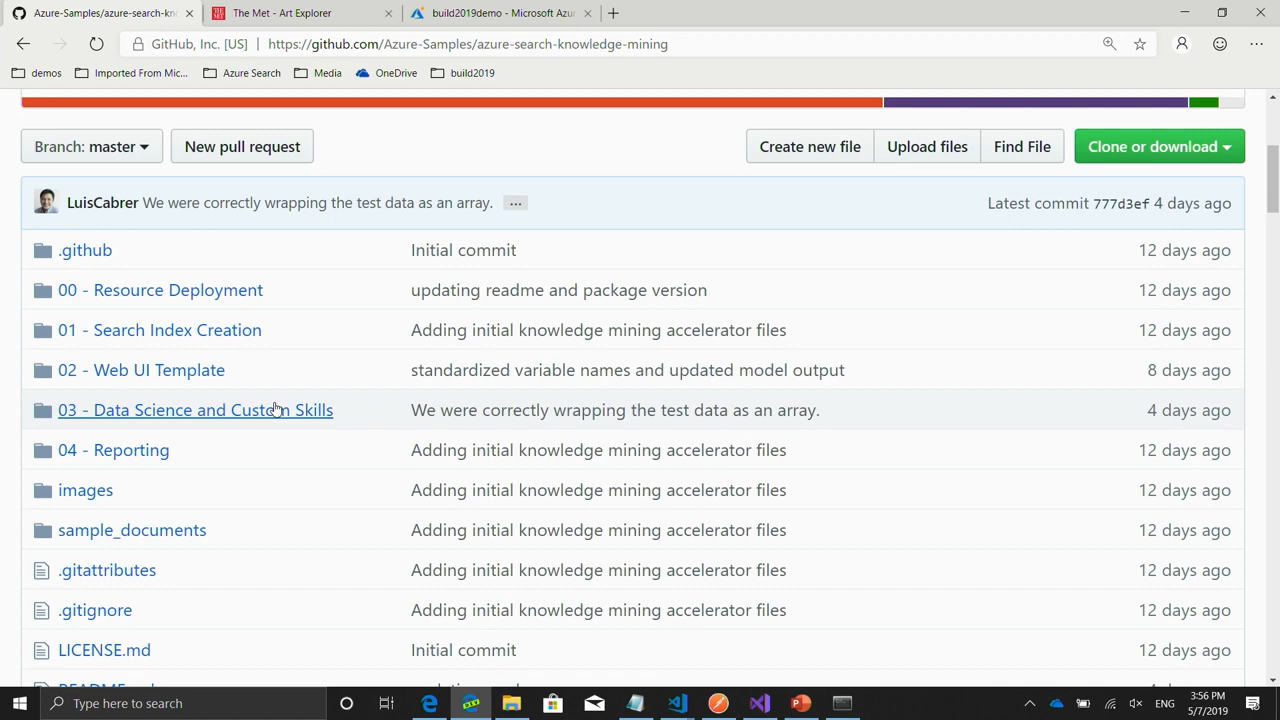 Azure-Samples/azure-search-kn
The Met - Art Explorer
build2019demo - Microsoft Azu
GitHub, Inc. [US] | https://github.com/Azure-Samples/azure-search-knowledge-mining
demos Imported From Mic... Azure Search Media OneDrive build2019
Branch: master New pull request Create new file Upload files Find File Clone or download
LuisCabrer We were correctly wrapping the test data as an array. ... Latest commit 777d3ef 4 days ago
.github Initial commit 12 days ago
00 - Resource Deployment updating readme and package version 12 days ago
01 - Search Index Creation Adding initial knowledge mining accelerator files 12 days ago
02 - Web UI Template standardized variable names and updated model output 8 days ago
03 - Data Science and Custom Skills We were correctly wrapping the test data as an array. 4 days ago
04 - Reporting Adding initial knowledge mining accelerator files 12 days ago
images Adding initial knowledge mining accelerator files 12 days ago
sample_documents Adding initial knowledge mining accelerator files 12 days ago
.gitattributes Adding initial knowledge mining accelerator files 12 days ago
.gitignore Adding initial knowledge mining accelerator files 12 days ago
LICENSE.md Initial commit 12 days ago
Type here to search
ENG
3:56 PM
5/7/2019